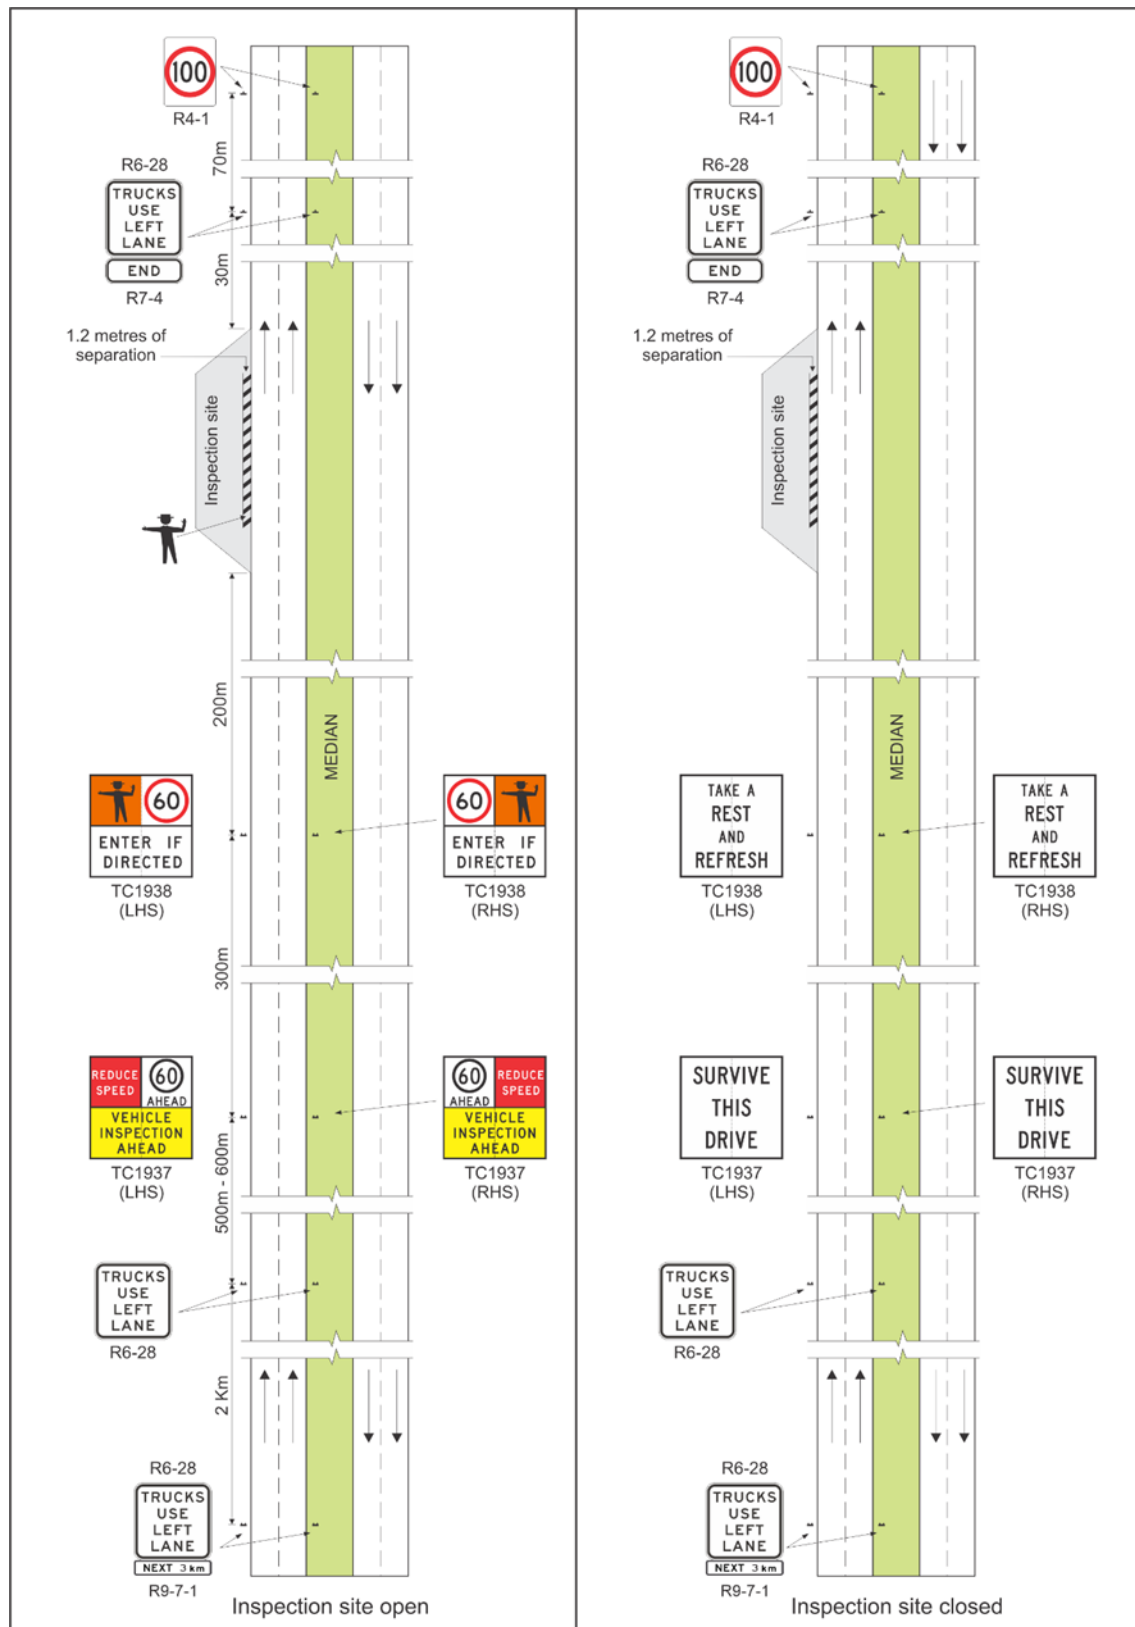 100
R4-1
70m
R6-28
TRUCKS
USE
LEFT
LANE
END
R7-4
30m
1.2 metres of
separation
Inspection site
200m
MEDIAN
60
ENTER IF
DIRECTED
TC1938
(LHS)
60
ENTER IF
DIRECTED
TC1938
(RHS)
300m
REDUCE
SPEED
60
AHEAD
VEHICLE
INSPECTION
AHEAD
TC1937
(LHS)
60
AHEAD
REDUCE
SPEED
VEHICLE
INSPECTION
AHEAD
TC1937
(RHS)
500m - 600m
TRUCKS
USE
LEFT
LANE
R6-28
2 Km
R6-28
TRUCKS
USE
LEFT
LANE
NEXT 3 km
R9-7-1
Inspection site open
100
R4-1
R6-28
TRUCKS
USE
LEFT
LANE
END
R7-4
1.2 metres of
separation
Inspection site
MEDIAN
TAKE A
REST
AND
REFRESH
TC1938
(LHS)
TAKE A
REST
AND
REFRESH
TC1938
(RHS)
SURVIVE
THIS
DRIVE
TC1937
(LHS)
SURVIVE
THIS
DRIVE
TC1937
(RHS)
TRUCKS
USE
LEFT
LANE
R6-28
R6-28
TRUCKS
USE
LEFT
LANE
NEXT 3 km
R9-7-1
Inspection site closed